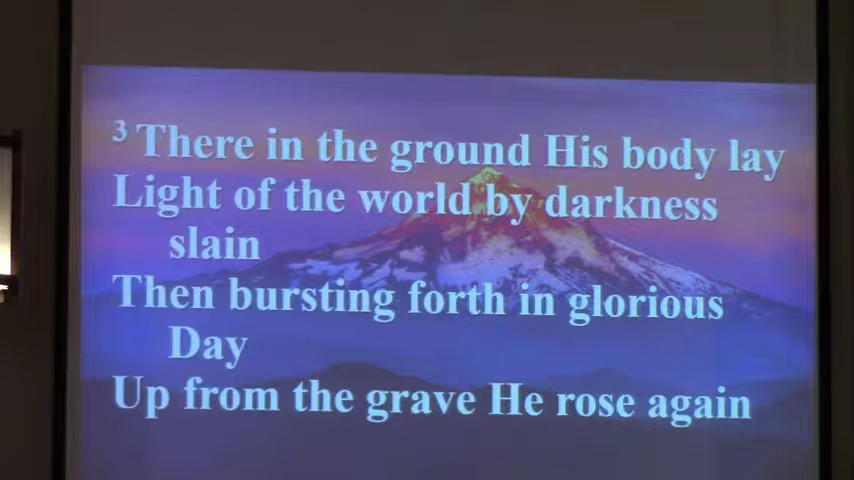 3 There in the ground His body lay
Light of the world by darkness
slain
Then bursting forth in glorious
Day
Up from the grave He rose again